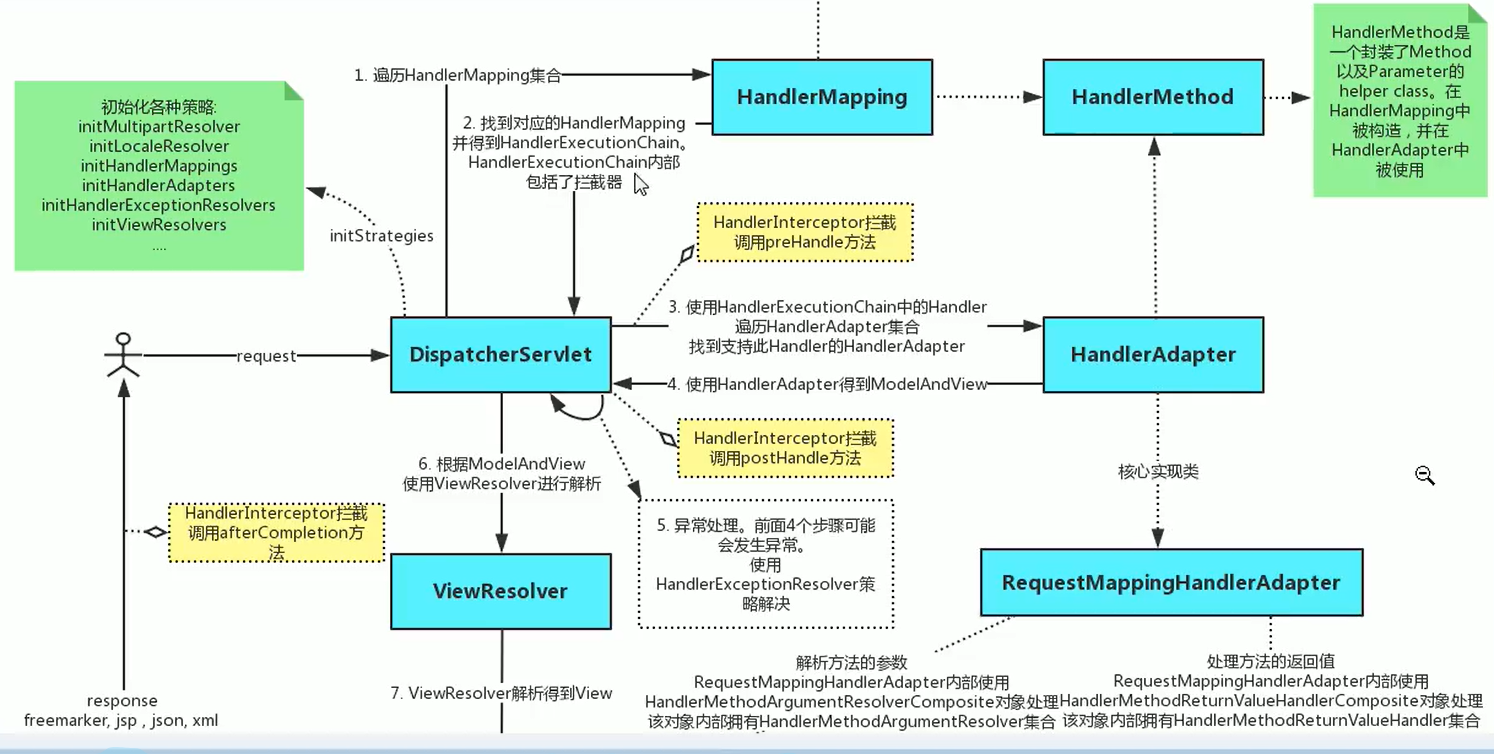 HandlerMethod是
一个封装了Method
以及Parameter的
helper class。在
HandlerMapping中
被构造，并在
HandlerAdapter中
被使用
1. 遍历HandlerMapping集合
HandlerMapping
HandlerMethod
初始化各种策略:
initMultipartResolver
initLocaleResolver
initHandlerMappings
initHandlerAdapters
initHandlerExceptionResolvers
initViewResolvers
....
2. 找到对应的HandlerMapping
并得到HandlerExecutionChain。
HandlerExecutionChain内部
包括了拦截器
initStrategies
HandlerInterceptor拦截
调用preHandle方法
3. 使用HandlerExecutionChain中的Handler
遍历HandlerAdapter集合
找到支持此Handler的HandlerAdapter
request
DispatcherServlet
HandlerAdapter
4. 使用HandlerAdapter得到ModelAndView
HandlerInterceptor拦截
调用postHandle方法
6. 根据ModelAndView
使用ViewResolver进行解析
核心实现类
HandlerInterceptor拦截
调用afterCompletion方
法
5. 异常处理。前面4个步骤可能
会发生异常。
使用
HandlerExceptionResolver策
略解决
ViewResolver
RequestMappingHandlerAdapter
7. ViewResolver解析得到View
response
freemarker, jsp , json, xml
解析方法的参数
RequestMappingHandlerAdapter内部使用
HandlerMethodArgumentResolverComposite对象处理
该对象内部拥有HandlerMethodArgumentResolver集合
处理方法的返回值
RequestMappingHandlerAdapter内部使用
HandlerMethodReturnValueHandlerComposite对象处理
该对象内部拥有HandlerMethodReturnValueHandler集合